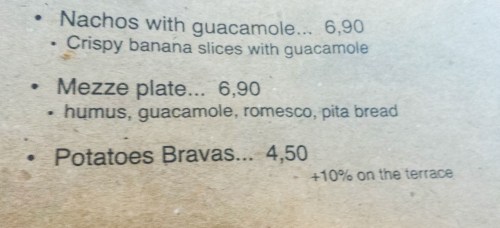 • Nachos with guacamole... 6,90
• Crispy banana slices with guacamole
• Mezze plate... 6,90
• humus, guacamole, romesco, pita bread
• Potatoes Bravas... 4,50
+10% on the terrace